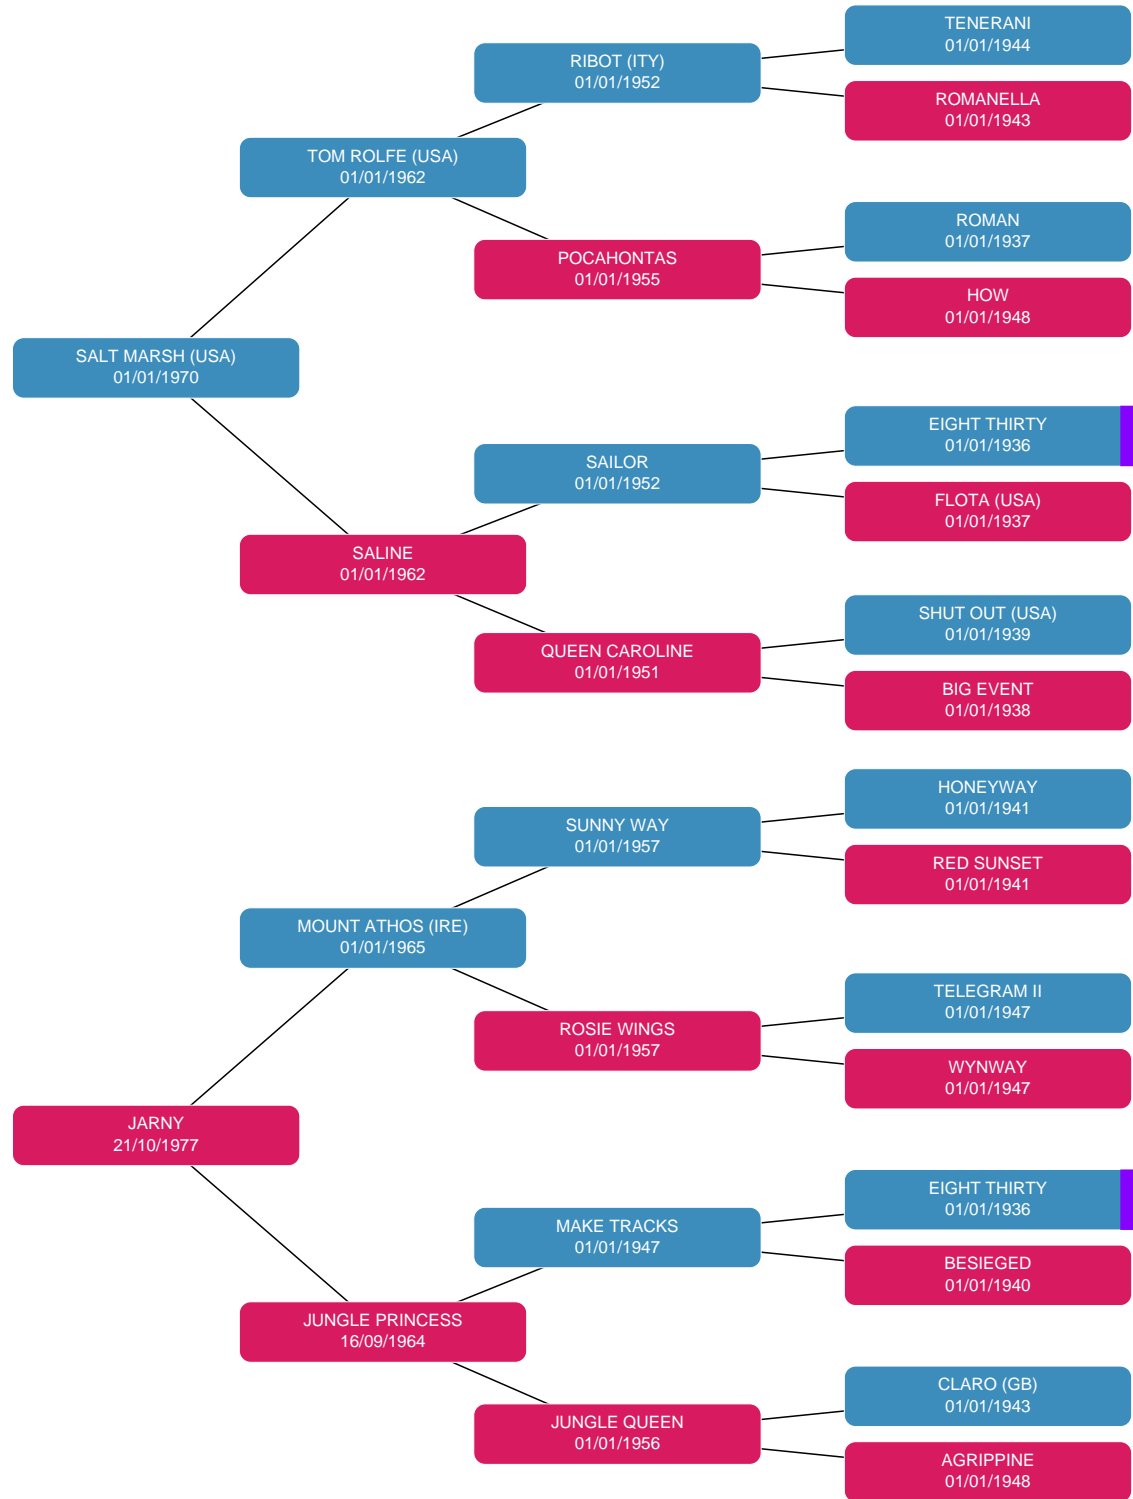 TENERANI
01/01/1944
RIBOT (ITY)
01/01/1952
ROMANELLA
01/01/1943
TOM ROLFE (USA)
01/01/1962
ROMAN
01/01/1937
POCAHONTAS
01/01/1955
HOW
01/01/1948
SALT MARSH (USA)
01/01/1970
EIGHT THIRTY
01/01/1936
SAILOR
01/01/1952
FLOTA (USA)
01/01/1937
SALINE
01/01/1962
SHUT OUT (USA)
01/01/1939
QUEEN CAROLINE
01/01/1951
BIG EVENT
01/01/1938
HONEYWAY
01/01/1941
SUNNY WAY
01/01/1957
RED SUNSET
01/01/1941
MOUNT ATHOS (IRE)
01/01/1965
TELEGRAM II
01/01/1947
ROSIE WINGS
01/01/1957
WYNWAY
01/01/1947
JARNY
21/10/1977
EIGHT THIRTY
01/01/1936
MAKE TRACKS
01/01/1947
BESIEGED
01/01/1940
JUNGLE PRINCESS
16/09/1964
CLARO (GB)
01/01/1943
JUNGLE QUEEN
01/01/1956
AGRIPPINE
01/01/1948